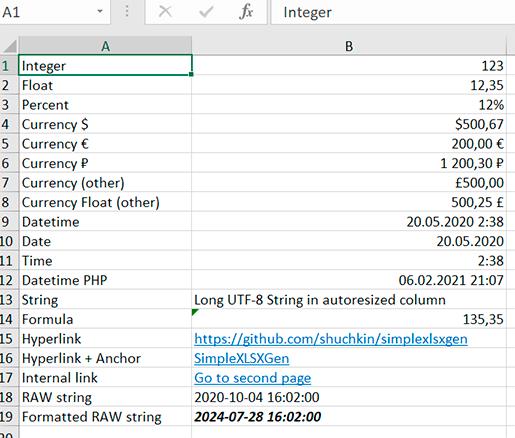 A1 fx Integer
A B
1 Integer 123
2 Float 12,35
3 Percent 12%
4 Currency $ $500,67
5 Currency € 200,00 €
6 Currency ₽ 1 200,30 ₽
7 Currency (other) £500,00
8 Currency Float (other) 500,25 £
9 Datetime 20.05.2020 2:38
10 Date 20.05.2020
11 Time 2:38
12 Datetime PHP 06.02.2021 21:07
13 String Long UTF-8 String in autoresized column
14 Formula 135,35
15 Hyperlink https://github.com/shuchkin/simplexlsxgen
16 Hyperlink + Anchor SimpleXLSXGen
17 Internal link Go to second page
18 RAW string 2020-10-04 16:02:00
19 Formatted RAW string 2024-07-28 16:02:00